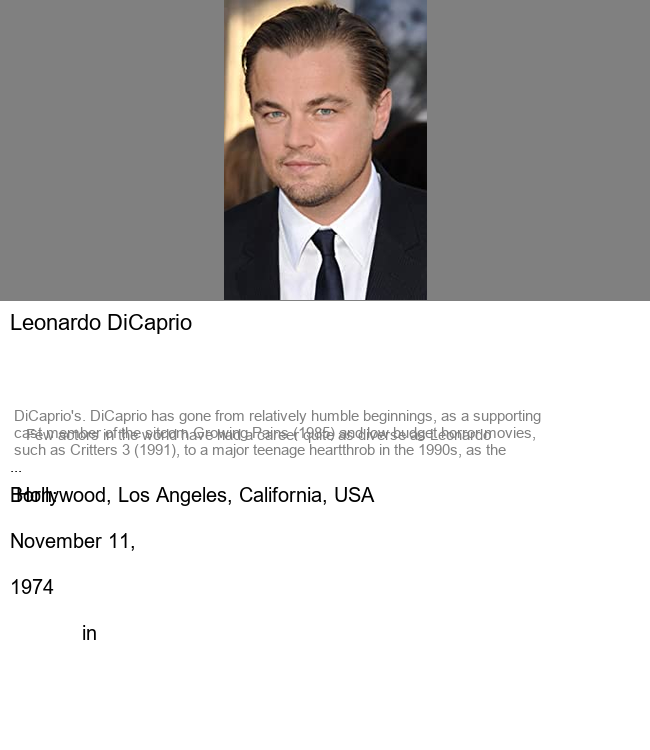 Leonardo DiCaprio
DiCaprio's. DiCaprio has gone from relatively humble beginnings, as a supporting
cast member of the sitcom Growing Pains (1985) and low budget horror movies,
Few actors in the world have had a career quite as diverse as Leonardo
such as Critters 3 (1991), to a major teenage heartthrob in the 1990s, as the
...
Born:
Hollywood, Los Angeles, California, USA
November 11,
1974
in